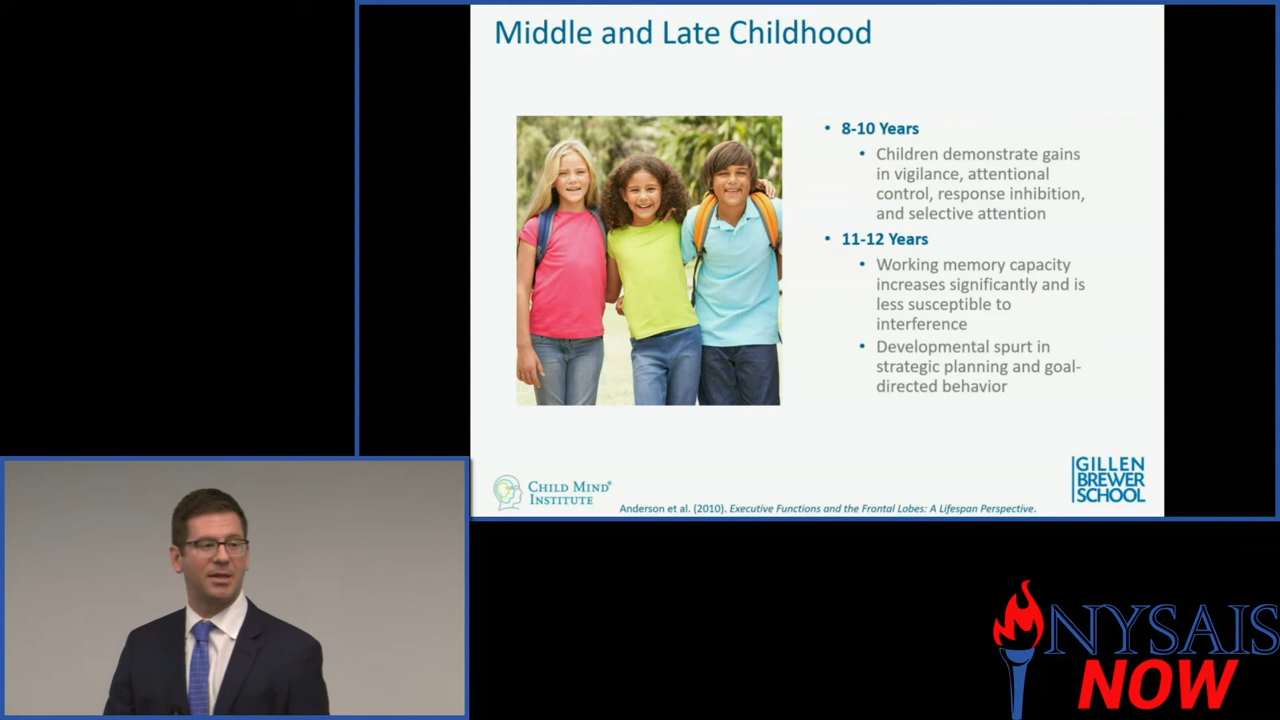 Middle and Late Childhood
• 8-10 Years
• Children demonstrate gains
in vigilance, attentional
control, response inhibition,
and selective attention
• 11-12 Years
• Working memory capacity
increases significantly and is
less susceptible to
interference
• Developmental spurt in
strategic planning and goal-
directed behavior
CHILD MIND®
INSTITUTE
Anderson et al. (2010). Executive Functions and the Frontal Lobes: A Lifespan Perspective.
GILLEN
BREWER
SCHOOL
NYSAIS
NOW